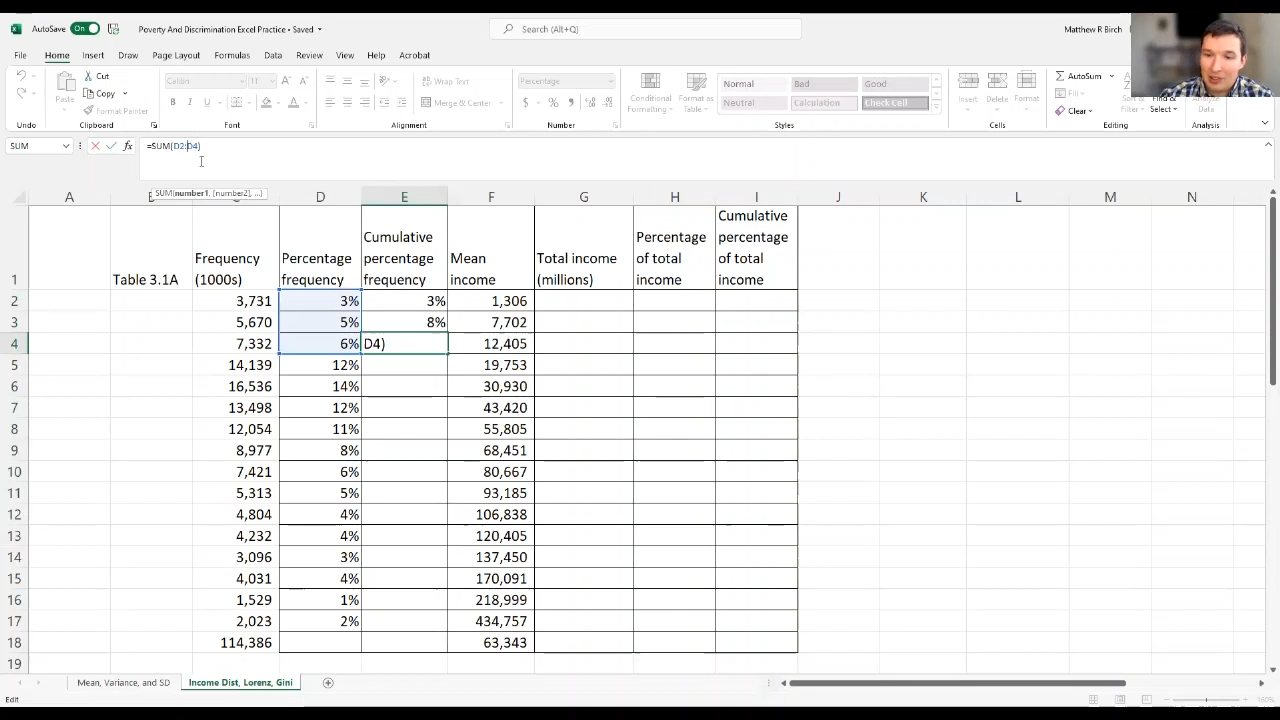 AutoSave On Poverty And Discrimination Excel Practice • Saved Search (Alt+Q) Matthew R Birch
File Home Insert Draw Page Layout Formulas Data Review View Help Acrobat
Cut Calibri 11 Wrap Text Percentage Normal Bad Good AutoSum
Paste Copy Conditional Format as Insert Delete Format Fill
Format Painter Merge & Center Formatting Table Neutral Calculation Check Cell Clear Filter Select Data
Undo Clipboard Font Alignment Number Styles Cells Editing Analysis
SUM =SUM(D2:D4)
SUM(number1, [number2], ...)
A D E F G H I J K L M N
1 Table 3.1A Frequency (1000s) Percentage frequency Cumulative percentage frequency Mean income Total income (millions) Percentage of total income Cumulative percentage of total income
2 3,731 3% 3% 1,306
3 5,670 5% 8% 7,702
4 7,332 6% D4) 12,405
5 14,139 12% 19,753
6 16,536 14% 30,930
7 13,498 12% 43,420
8 12,054 11% 55,805
9 8,977 8% 68,451
10 7,421 6% 80,667
11 5,313 5% 93,185
12 4,804 4% 106,838
13 4,232 4% 120,405
14 3,096 3% 137,450
15 4,031 4% 170,091
16 1,529 1% 218,999
17 2,023 2% 434,757
18 114,386 63,343
19
Mean, Variance, and SD Income Dist, Lorenz, Gini
Edit